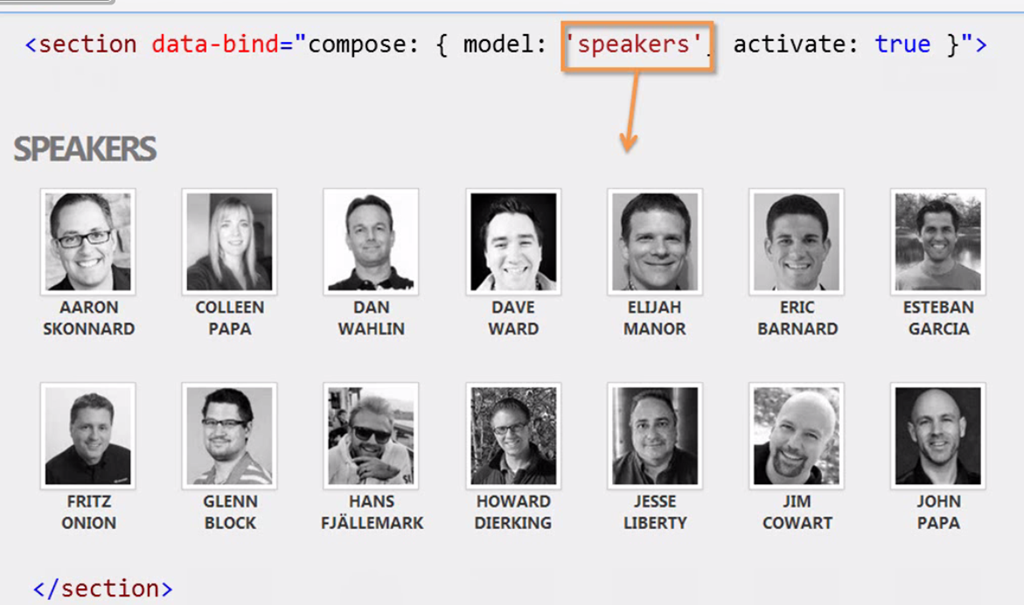 <section data-bind="compose: { model: 'speakers', activate: true }">
SPEAKERS
AARON SKONNARD
COLLEEN PAPA
DAN WAHLIN
DAVE WARD
ELIJAH MANOR
ERIC BARNARD
ESTEBAN GARCIA
FRITZ ONION
GLENN BLOCK
HANS FJÄLLEMARK
HOWARD DIERKING
JESSE LIBERTY
JIM COWART
JOHN PAPA
</section>